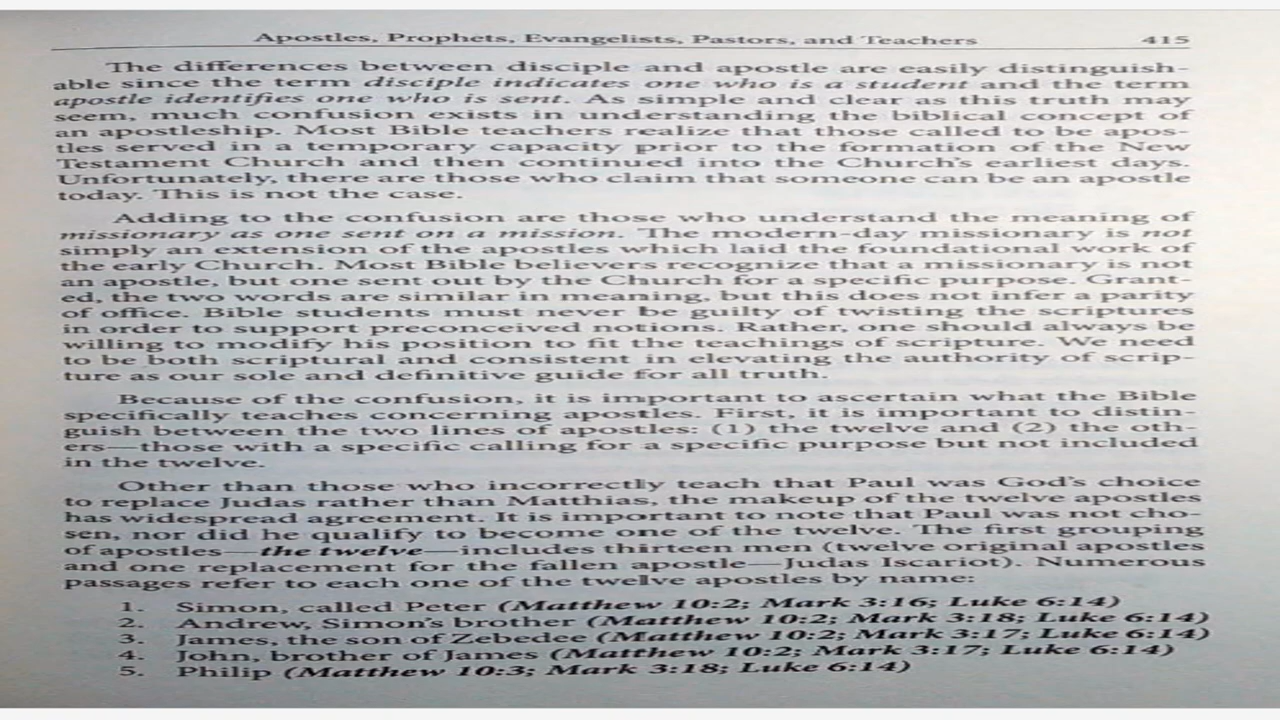 Apostles, Prophets, Evangelists, Pastors, and Teachers 415
The differences between disciple and apostle are easily distinguish-
able since the term disciple indicates one who is a student and the term
apostle identifies one who is sent. As simple and clear as this truth may
seem, much confusion exists in understanding the biblical concept of
an apostleship. Most Bible teachers realize that those called to be apos-
tles served in a temporary capacity prior to the formation of the New
Testament Church and then continued into the Church's earliest days.
Unfortunately, there are those who claim that someone can be an apostle
today. This is not the case.
Adding to the confusion are those who understand the meaning of
missionary as one sent on a mission. The modern-day missionary is not
simply an extension of the apostles which laid the foundational work of
the early Church. Most Bible believers recognize that a missionary is not
an apostle, but one sent out by the Church for a specific purpose. Grant-
ed, the two words are similar in meaning, but this does not infer a parity
of office. Bible students must never be guilty of twisting the scriptures
in order to support preconceived notions. Rather, one should always be
willing to modify his position to fit the teachings of scripture. We need
to be both scriptural and consistent in elevating the authority of scrip-
ture as our sole and definitive guide for all truth.
Because of the confusion, it is important to ascertain what the Bible
specifically teaches concerning apostles. First, it is important to distin-
guish between the two lines of apostles: (1) the twelve and (2) the oth-
ers—those with a specific calling for a specific purpose but not included
in the twelve.
Other than those who incorrectly teach that Paul was God's choice
to replace Judas rather than Matthias, the makeup of the twelve apostles
has widespread agreement. It is important to note that Paul was not cho-
sen, nor did he qualify to become one of the twelve. The first grouping
of apostles—the twelve—includes thirteen men (twelve original apostles
and one replacement for the fallen apostle—Judas Iscariot). Numerous
passages refer to each one of the twelve apostles by name:
1. Simon, called Peter (Matthew 10:2; Mark 3:16; Luke 6:14)
2. Andrew, Simon's brother (Matthew 10:2; Mark 3:18; Luke 6:14)
3. James, the son of Zebedee (Matthew 10:2; Mark 3:17; Luke 6:14)
4. John, brother of James (Matthew 10:2; Mark 3:17; Luke 6:14)
5. Philip (Matthew 10:3; Mark 3:18; Luke 6:14)